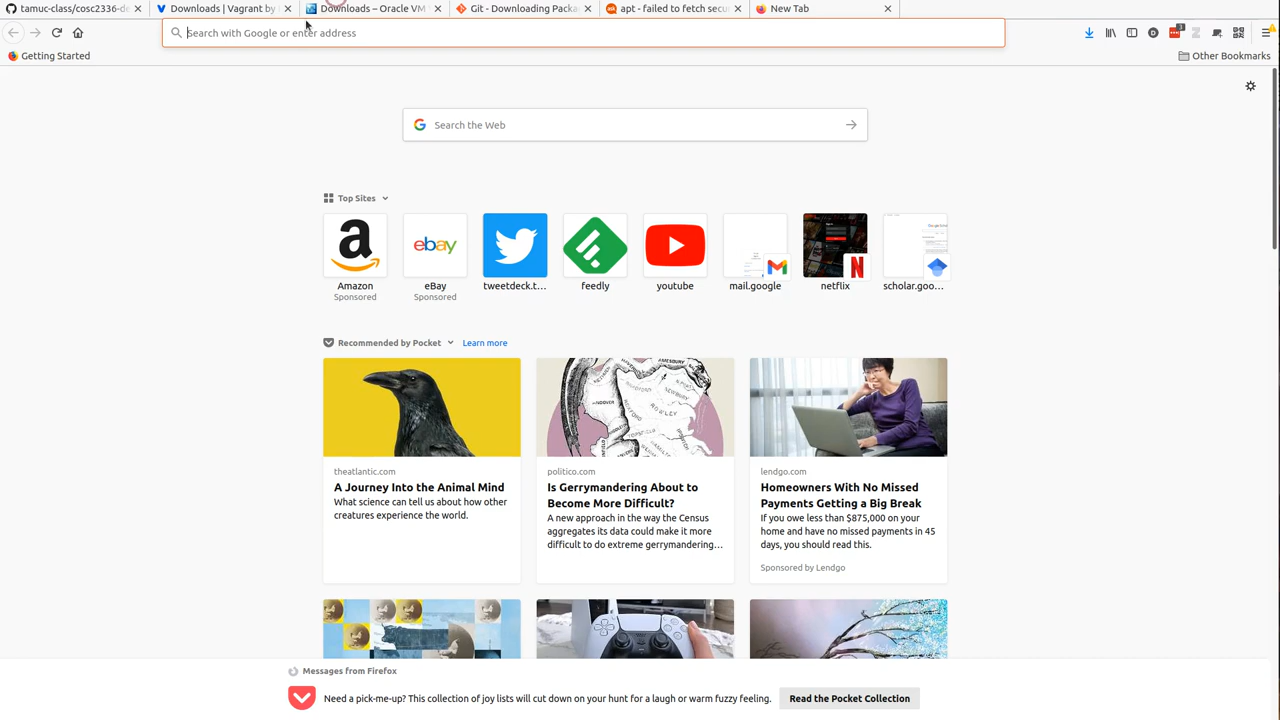 tamuc-class/cosc2336-de
Downloads | Vagrant by
Downloads – Oracle VM
Git - Downloading Packa
apt - failed to fetch secu
New Tab
Search with Google or enter address
3
Getting Started
Other Bookmarks
Search the Web
Top Sites
Amazon
Sponsored
eBay
Sponsored
tweetdeck.t...
feedly
youtube
mail.google
netflix
scholar.goo...
Recommended by Pocket
Learn more
theatlantic.com
A Journey Into the Animal Mind
What science can tell us about how other
creatures experience the world.
politico.com
Is Gerrymandering About to
Become More Difficult?
A new approach in the way the Census
aggregates its data could make it more
difficult to do extreme gerrymandering...
lendgo.com
Homeowners With No Missed
Payments Getting a Big Break
If you owe less than $875,000 on your
home and have no missed payments in 45
days, you should read this.
Sponsored by Lendgo
Messages from Firefox
Need a pick-me-up? This collection of joy lists will cut down on your hunt for a laugh or warm fuzzy feeling.
Read the Pocket Collection